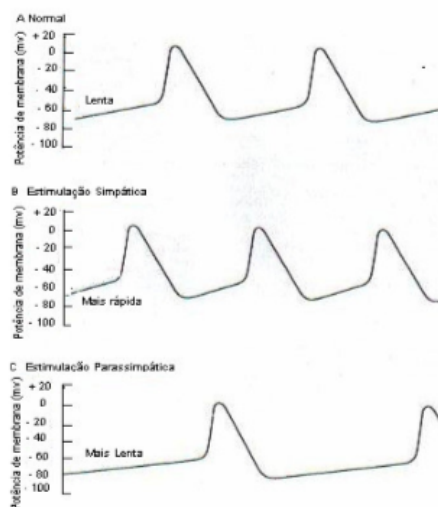 A Normal
Potência de membrana (mv)
+ 20
0
- 20
- 40
- 60
- 80
- 100
Lenta
B Estimulação Simpática
Potência de membrana (mv)
+ 20
0
- 20
- 40
- 60
- 80
- 100
Mais rápida
C Estimulação Parassimpática
Potência de membrana (mv)
+ 20
0
- 20
- 40
- 60
- 80
- 100
Mais Lenta